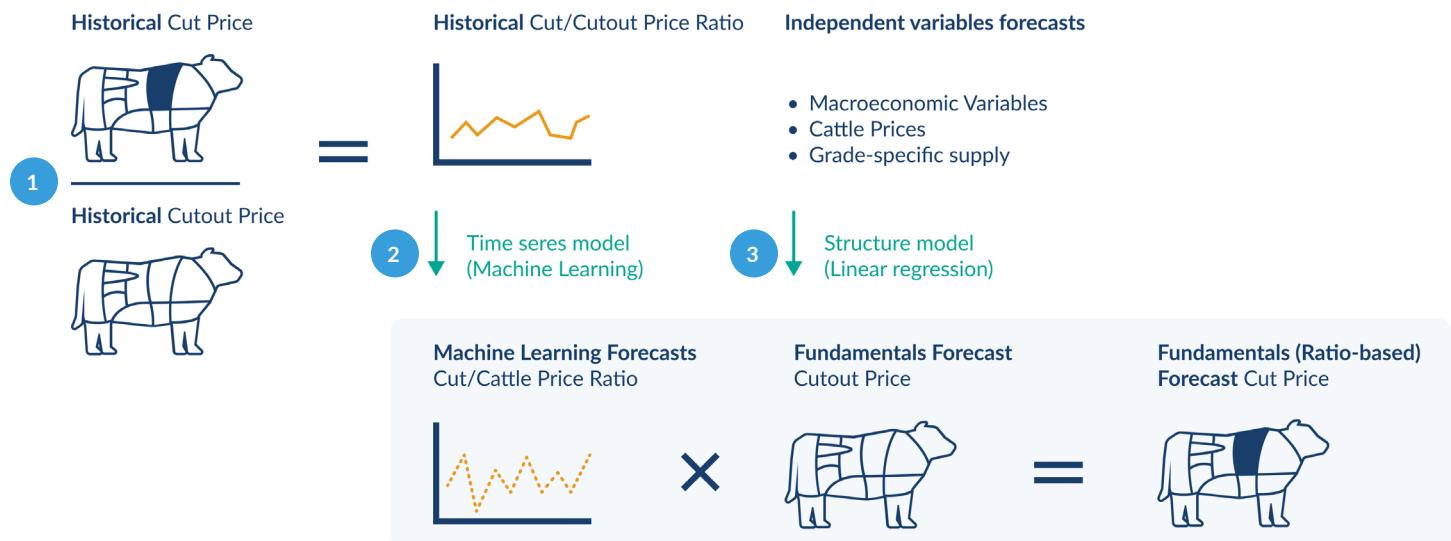 Historical Cut Price
1
Historical Cutout Price
Historical Cut/Cutout Price Ratio
2
Time seres model
(Machine Learning)
Independent variables forecasts
• Macroeconomic Variables
• Cattle Prices
• Grade-specific supply
3
Structure model
(Linear regression)
Machine Learning Forecasts
Cut/Cattle Price Ratio
Fundamentals Forecast
Cutout Price
Fundamentals (Ratio-based)
Forecast Cut Price